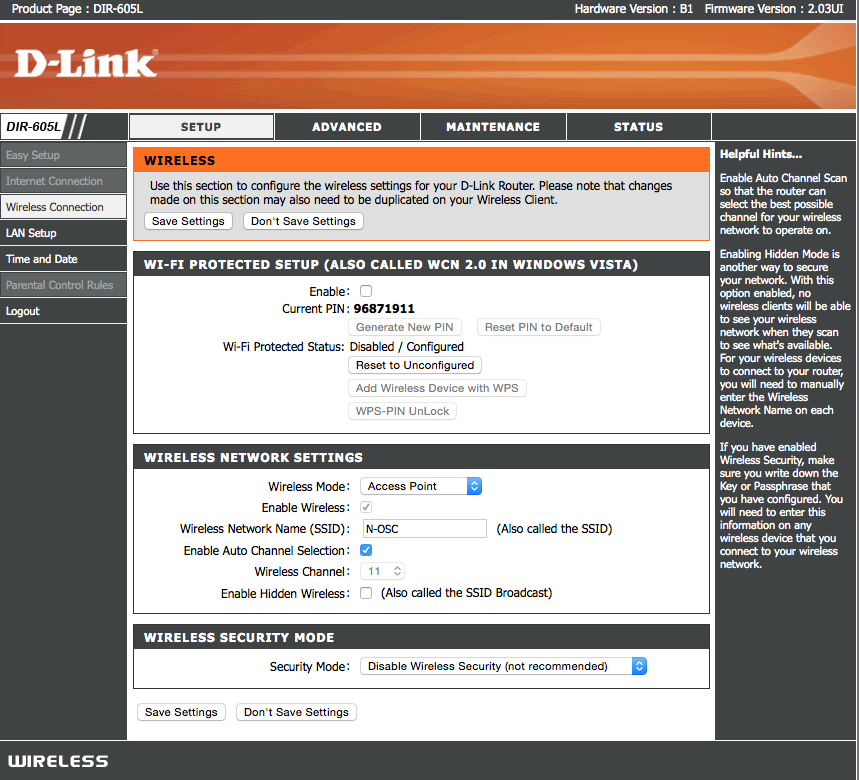 Product Page : DIR-605L
Hardware Version : B1 Firmware Version : 2.03UI
D-Link®
DIR-605L
SETUP
ADVANCED
MAINTENANCE
STATUS
Easy Setup
Internet Connection
Wireless Connection
LAN Setup
Time and Date
Parental Control Rules
Logout
WIRELESS
Use this section to configure the wireless settings for your D-Link Router. Please note that changes
made on this section may also need to be duplicated on your Wireless Client.
Save Settings Don't Save Settings
WI-FI PROTECTED SETUP (ALSO CALLED WCN 2.0 IN WINDOWS VISTA)
Enable :
Current PIN : 96871911
Generate New PIN Reset PIN to Default
Wi-Fi Protected Status : Disabled / Configured
Reset to Unconfigured
Add Wireless Device with WPS
WPS-PIN UnLock
WIRELESS NETWORK SETTINGS
Wireless Mode : Access Point
Enable Wireless :
Wireless Network Name (SSID) : N-OSC (Also called the SSID)
Enable Auto Channel Selection :
Wireless Channel : 11
Enable Hidden Wireless : (Also called the SSID Broadcast)
WIRELESS SECURITY MODE
Security Mode : Disable Wireless Security (not recommended)
Save Settings Don't Save Settings
Helpful Hints...
Enable Auto Channel Scan
so that the router can
select the best possible
channel for your wireless
network to operate on.
Enabling Hidden Mode is
another way to secure
your network. With this
option enabled, no
wireless clients will be able
to see your wireless
network when they scan
to see what's available.
For your wireless devices
to connect to your router,
you will need to manually
enter the Wireless
Network Name on each
device.
If you have enabled
Wireless Security, make
sure you write down the
Key or Passphrase that
you have configured. You
will need to enter this
information on any
wireless device that you
connect to your wireless
network.
WIRELESS